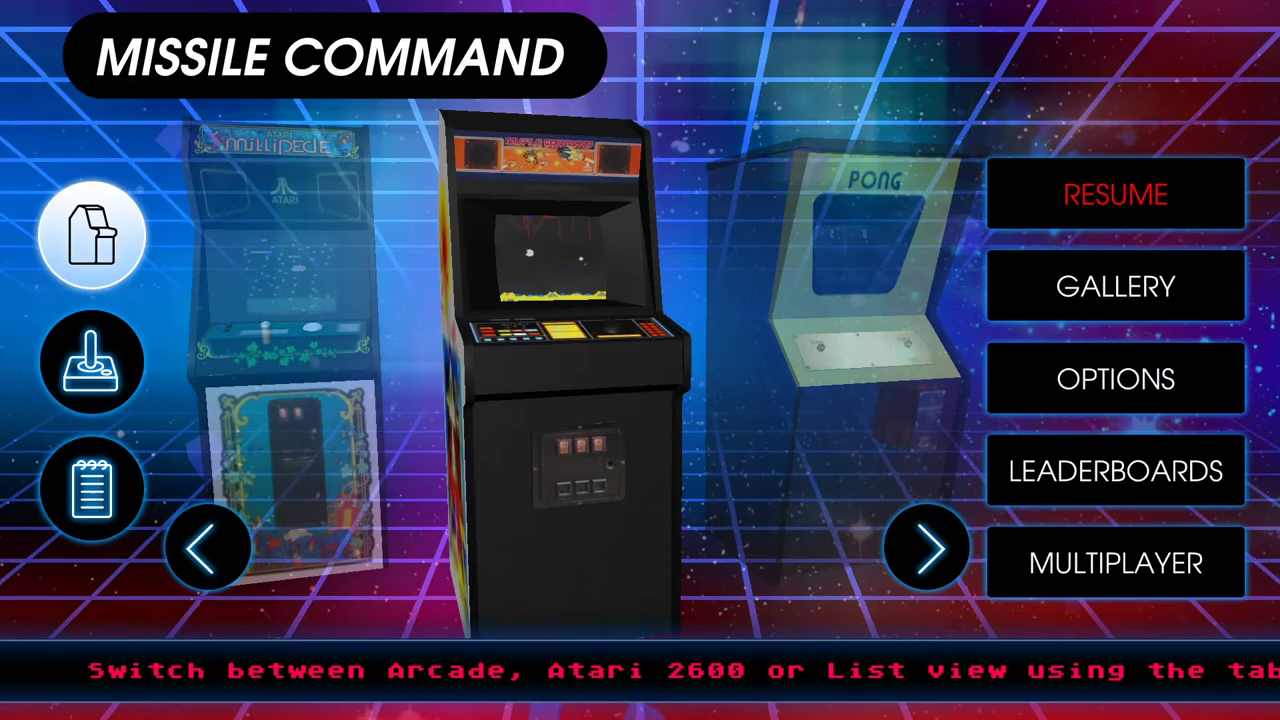 MISSILE COMMAND
ATARI
MILLIPEDE
ATARI
PONG
RESUME
GALLERY
OPTIONS
LEADERBOARDS
MULTIPLAYER
Switch between Arcade, Atari 2600 or List view using the tab